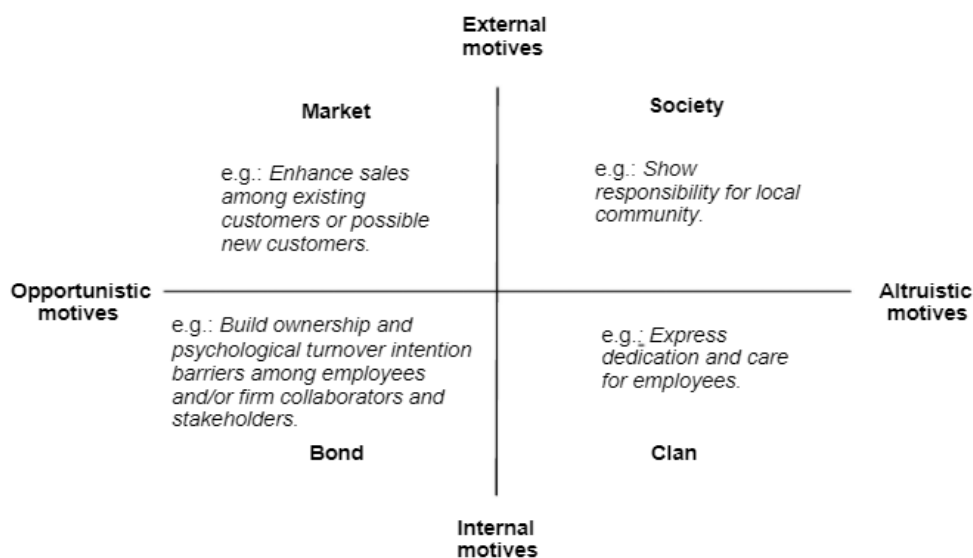 External
motives
Market
Society
e.g.: Enhance sales
among existing
customers or possible
new customers.
e.g.: Show
responsibility for local
community.
Opportunistic
motives
Altruistic
motives
e.g.: Build ownership and
psychological turnover intention
barriers among employees
and/or firm collaborators and
stakeholders.
e.g.: Express
dedication and care
for employees.
Bond
Clan
Internal
motives